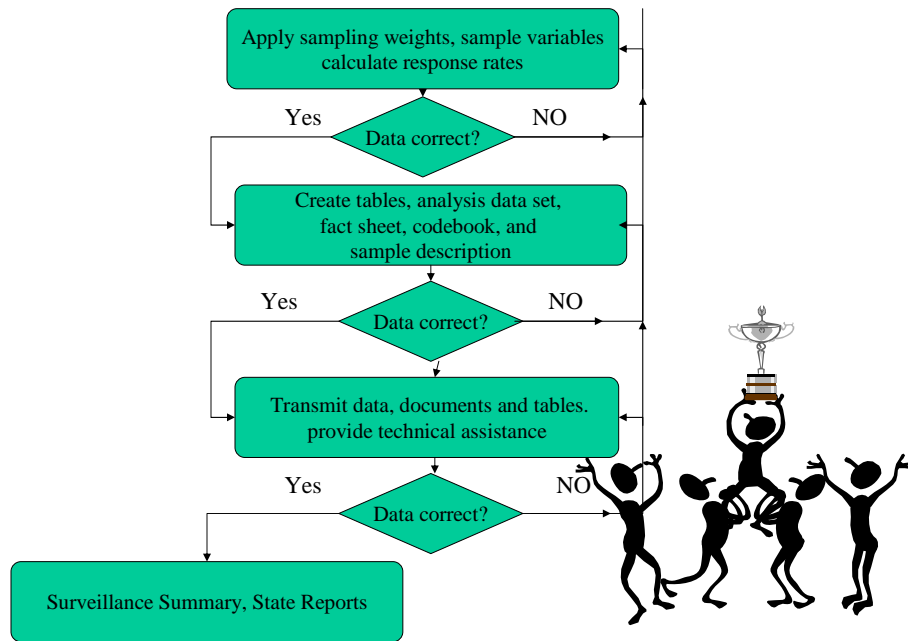 Apply sampling weights, sample variables
calculate response rates
Yes
NO
Data correct?
Create tables, analysis data set,
fact sheet, codebook, and
sample description
Yes
NO
Data correct?
Transmit data, documents and tables.
provide technical assistance
Yes
NO
Data correct?
Surveillance Summary, State Reports